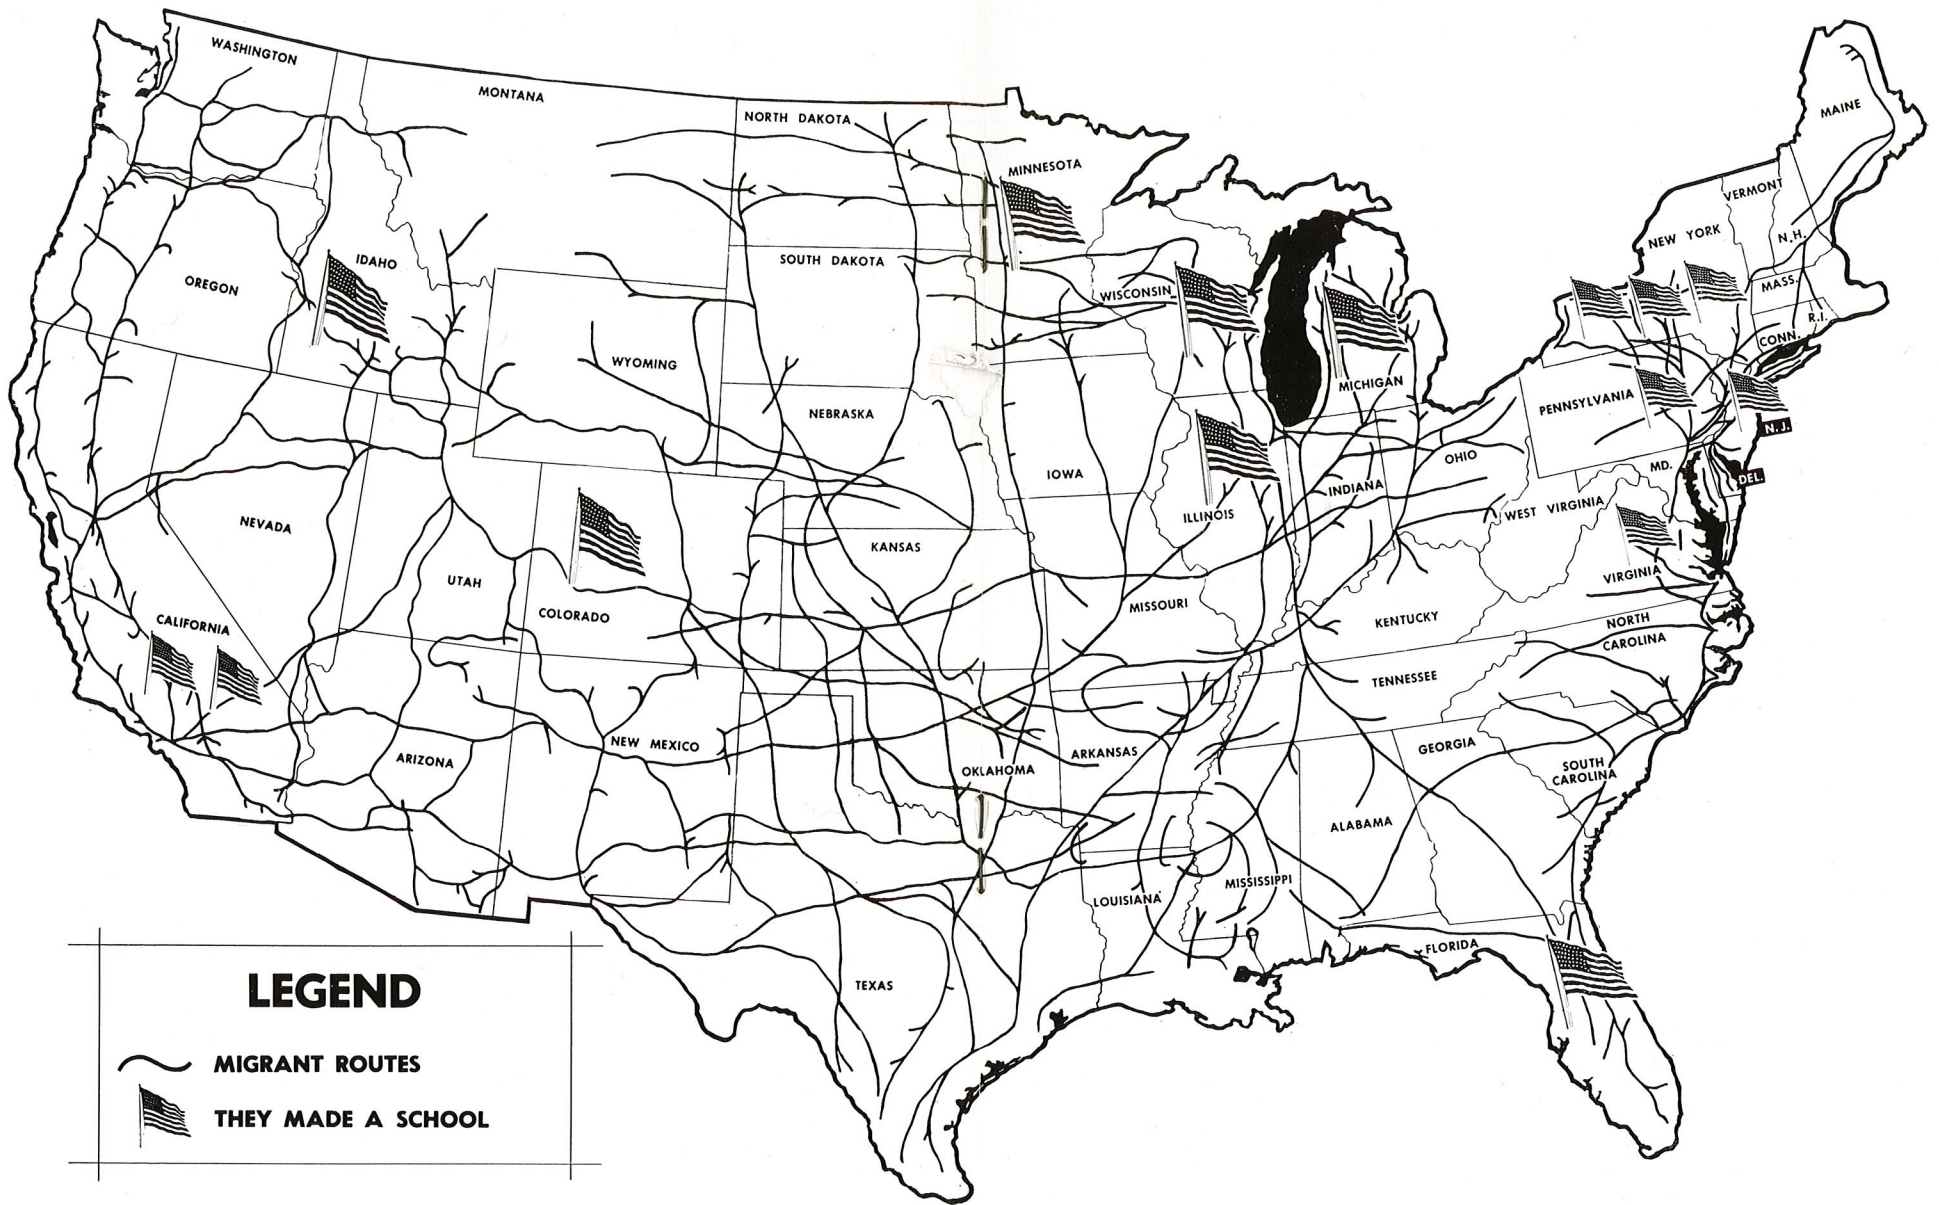 WASHINGTON
MONTANA
NORTH DAKOTA
MINNESOTA
MAINE
VERMONT
NEW YORK
N.H.
MASS.
R.I.
CONN.
OREGON
IDAHO
SOUTH DAKOTA
WISCONSIN
MICHIGAN
WYOMING
NEBRASKA
IOWA
ILLINOIS
INDIANA
OHIO
PENNSYLVANIA
N.J.
MD.
DEL.
WEST VIRGINIA
VIRGINIA
NEVADA
UTAH
COLORADO
KANSAS
MISSOURI
KENTUCKY
NORTH
CAROLINA
CALIFORNIA
TENNESSEE
ARIZONA
NEW MEXICO
OKLAHOMA
ARKANSAS
GEORGIA
SOUTH
CAROLINA
ALABAMA
MISSISSIPPI
LOUISIANA
TEXAS
FLORIDA
LEGEND
MIGRANT ROUTES
THEY MADE A SCHOOL